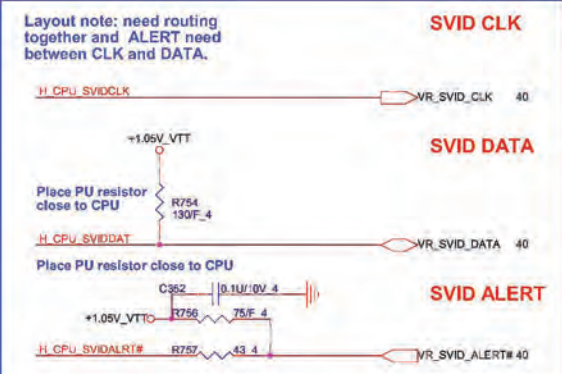 Layout note: need routing
together and ALERT need
between CLK and DATA.
SVID CLK
H_CPU_SVIDCLK
VR_SVID_CLK 40
+1.05V_VTT
SVID DATA
Place PU resistor
close to CPU
R754
130/F_4
H_CPU_SVIDDAT
VR_SVID_DATA 40
Place PU resistor close to CPU
C352 0.1U/10V_4
SVID ALERT
+1.05V_VTT
R756 75/F_4
H_CPU_SVIDALRT#
R757 43_4
VR_SVID_ALERT# 40